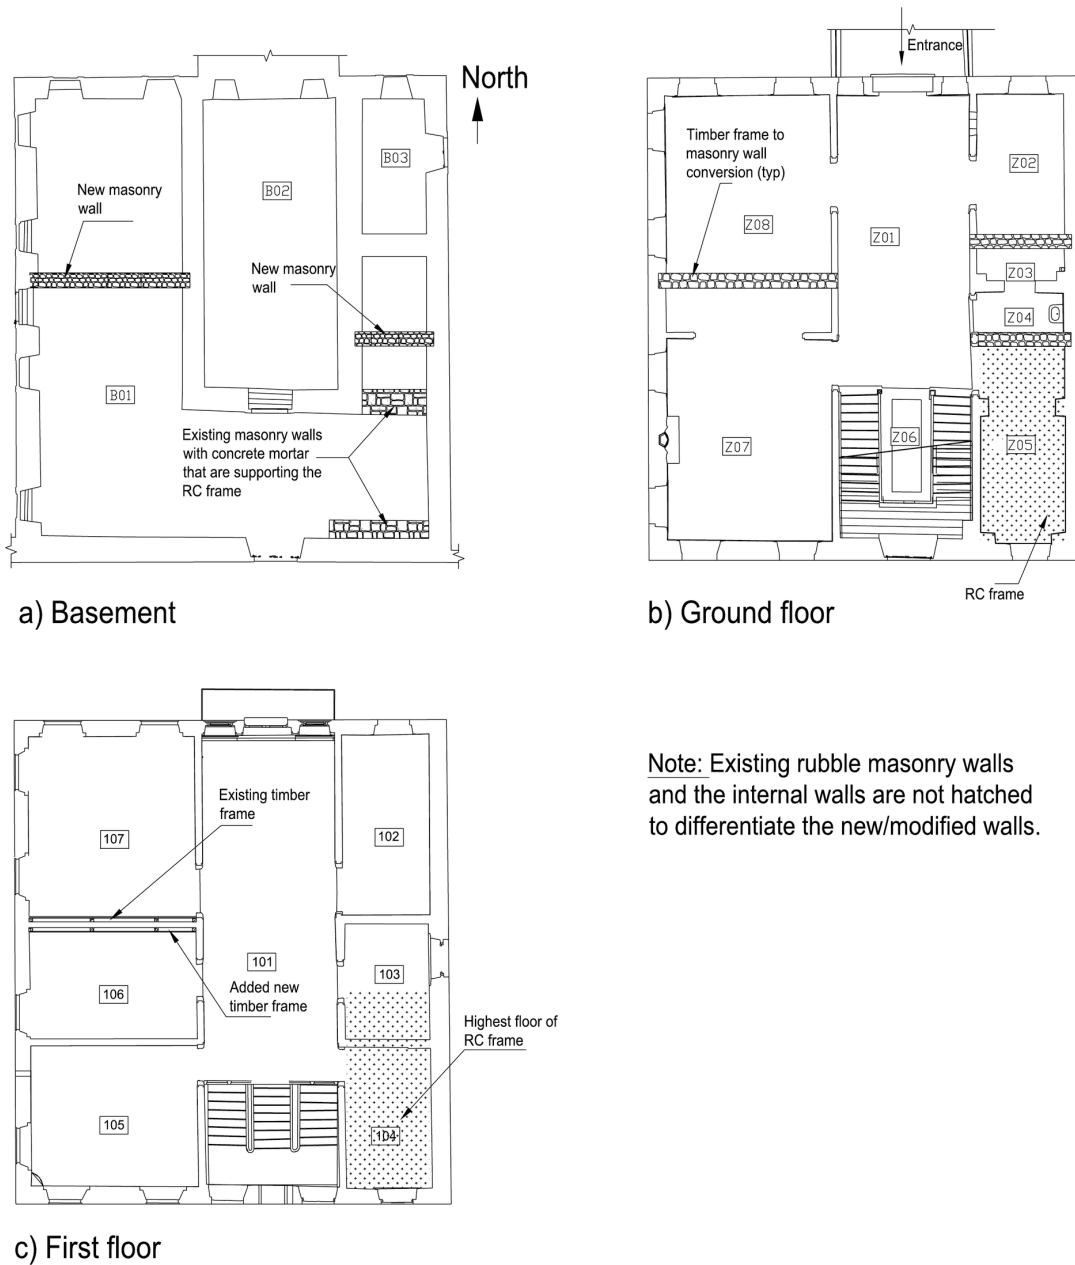 North
New masonry
wall
B03
B02
New masonry
wall
B01
Existing masonry walls
with concrete mortar
that are supporting the
RC frame
a) Basement
Entrance
Timber frame to
masonry wall
conversion (typ)
Z02
Z08
Z01
Z03
Z04
Z07
Z06
Z05
RC frame
b) Ground floor
Existing timber
frame
107
102
101
103
106
Added new
timber frame
Highest floor of
RC frame
105
104
c) First floor
Note: Existing rubble masonry walls
and the internal walls are not hatched
to differentiate the new/modified walls.